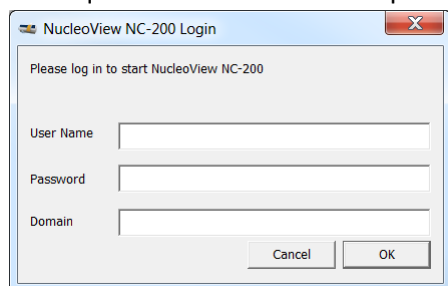 NucleoView NC-200 Login
Please log in to start NucleoView NC-200
User Name
Password
Domain
Cancel OK